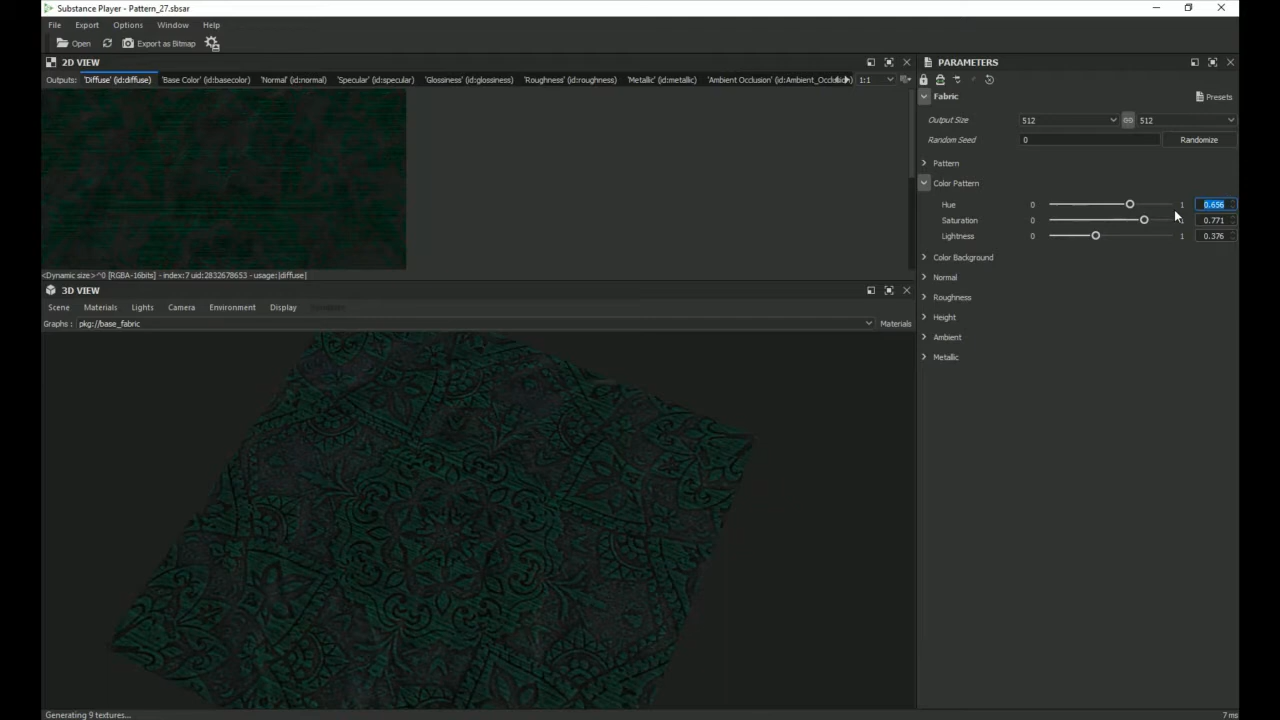 Substance Player - Pattern_27.sbsar
File Export Options Window Help
Open Export as Bitmap
2D VIEW
Outputs: 'Diffuse' (id:diffuse) 'Base Color' (id:basecolor) 'Normal' (id:normal) 'Specular' (id:specular) 'Glossiness' (id:glossiness) 'Roughness' (id:roughness) 'Metallic' (id:metallic) 'Ambient Occlusion' (id:Ambient_Occlusion) 1:1
<Dynamic size>^0 [RGBA-16bits] - index:7 uid:2832678653 - usage:|diffuse|
3D VIEW
Scene Materials Lights Camera Environment Display
Graphs : pkg://base_fabric Materials
Generating 9 textures...
PARAMETERS
Fabric Presets
Output Size 512 512
Random Seed 0 Randomize
Pattern
Color Pattern
Hue 0 1 0.656
Saturation 0 1 0.771
Lightness 0 1 0.376
Color Background
Normal
Roughness
Height
Ambient
Metallic
7 ms